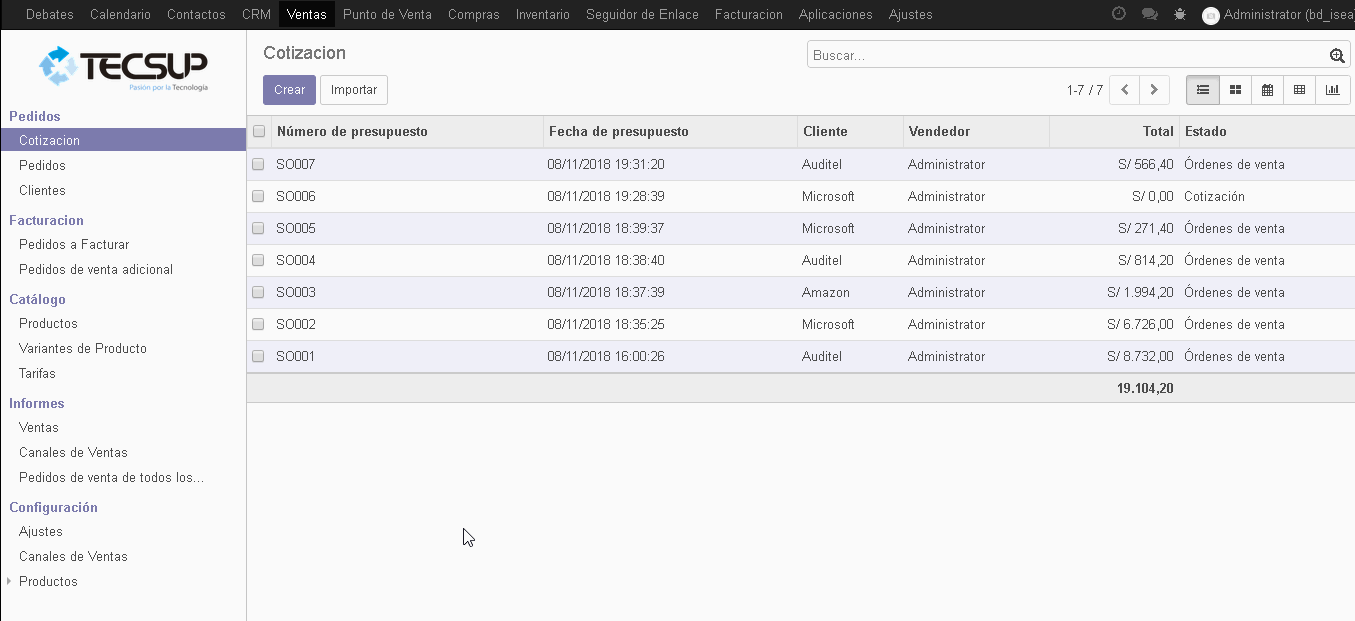 Debates Calendario Contactos CRM Ventas Punto de Venta Compras Inventario Seguidor de Enlace Facturacion Aplicaciones Ajustes Administrator (bd_isea
TECSUP
Pasión por la Tecnología
Cotizacion
Buscar...
Crear Importar
1-7 / 7
Pedidos
Cotizacion
Pedidos
Clientes
Facturacion
Pedidos a Facturar
Pedidos de venta adicional
Catálogo
Productos
Variantes de Producto
Tarifas
Informes
Ventas
Canales de Ventas
Pedidos de venta de todos los...
Configuración
Ajustes
Canales de Ventas
Productos
Número de presupuesto Fecha de presupuesto Cliente Vendedor Total Estado
SO007 08/11/2018 19:31:20 Auditel Administrator S/ 566,40 Órdenes de venta
SO006 08/11/2018 19:28:39 Microsoft Administrator S/ 0,00 Cotización
SO005 08/11/2018 18:39:37 Microsoft Administrator S/ 271,40 Órdenes de venta
SO004 08/11/2018 18:38:40 Auditel Administrator S/ 814,20 Órdenes de venta
SO003 08/11/2018 18:37:39 Amazon Administrator S/ 1.994,20 Órdenes de venta
SO002 08/11/2018 18:35:25 Microsoft Administrator S/ 6.726,00 Órdenes de venta
SO001 08/11/2018 16:00:26 Auditel Administrator S/ 8.732,00 Órdenes de venta
19.104,20